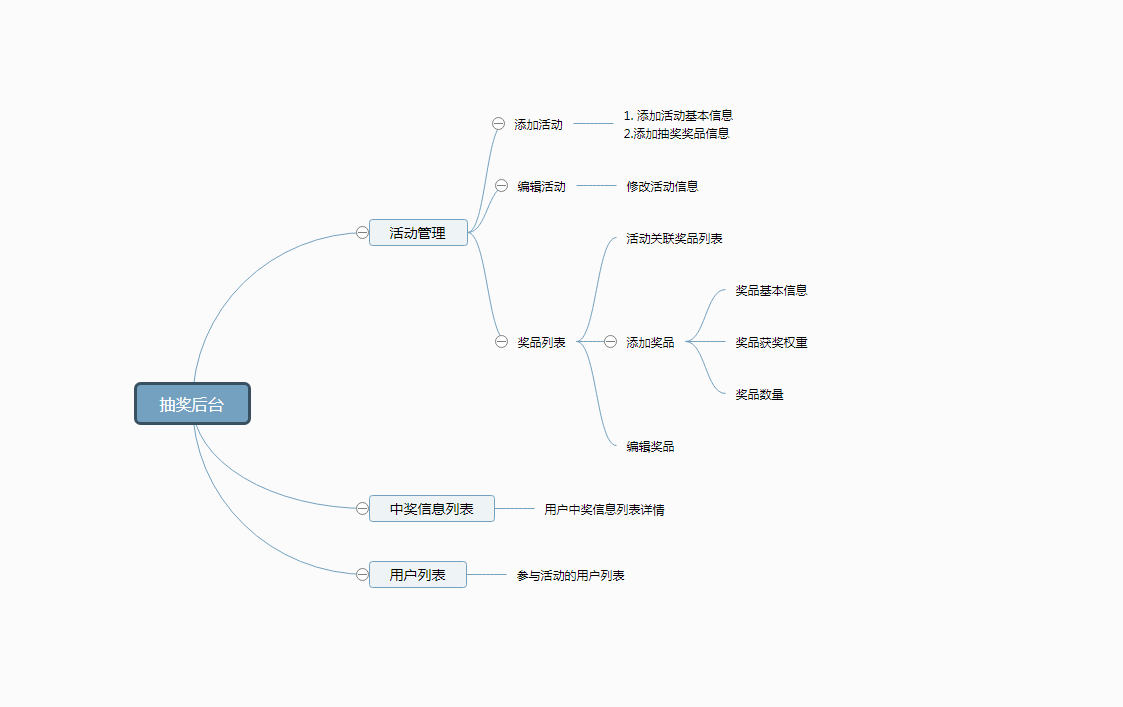 添加活动
1. 添加活动基本信息
2.添加抽奖奖品信息
编辑活动
修改活动信息
活动管理
活动关联奖品列表
奖品基本信息
奖品列表
添加奖品
奖品获奖权重
奖品数量
抽奖后台
编辑奖品
中奖信息列表
用户中奖信息列表详情
用户列表
参与活动的用户列表